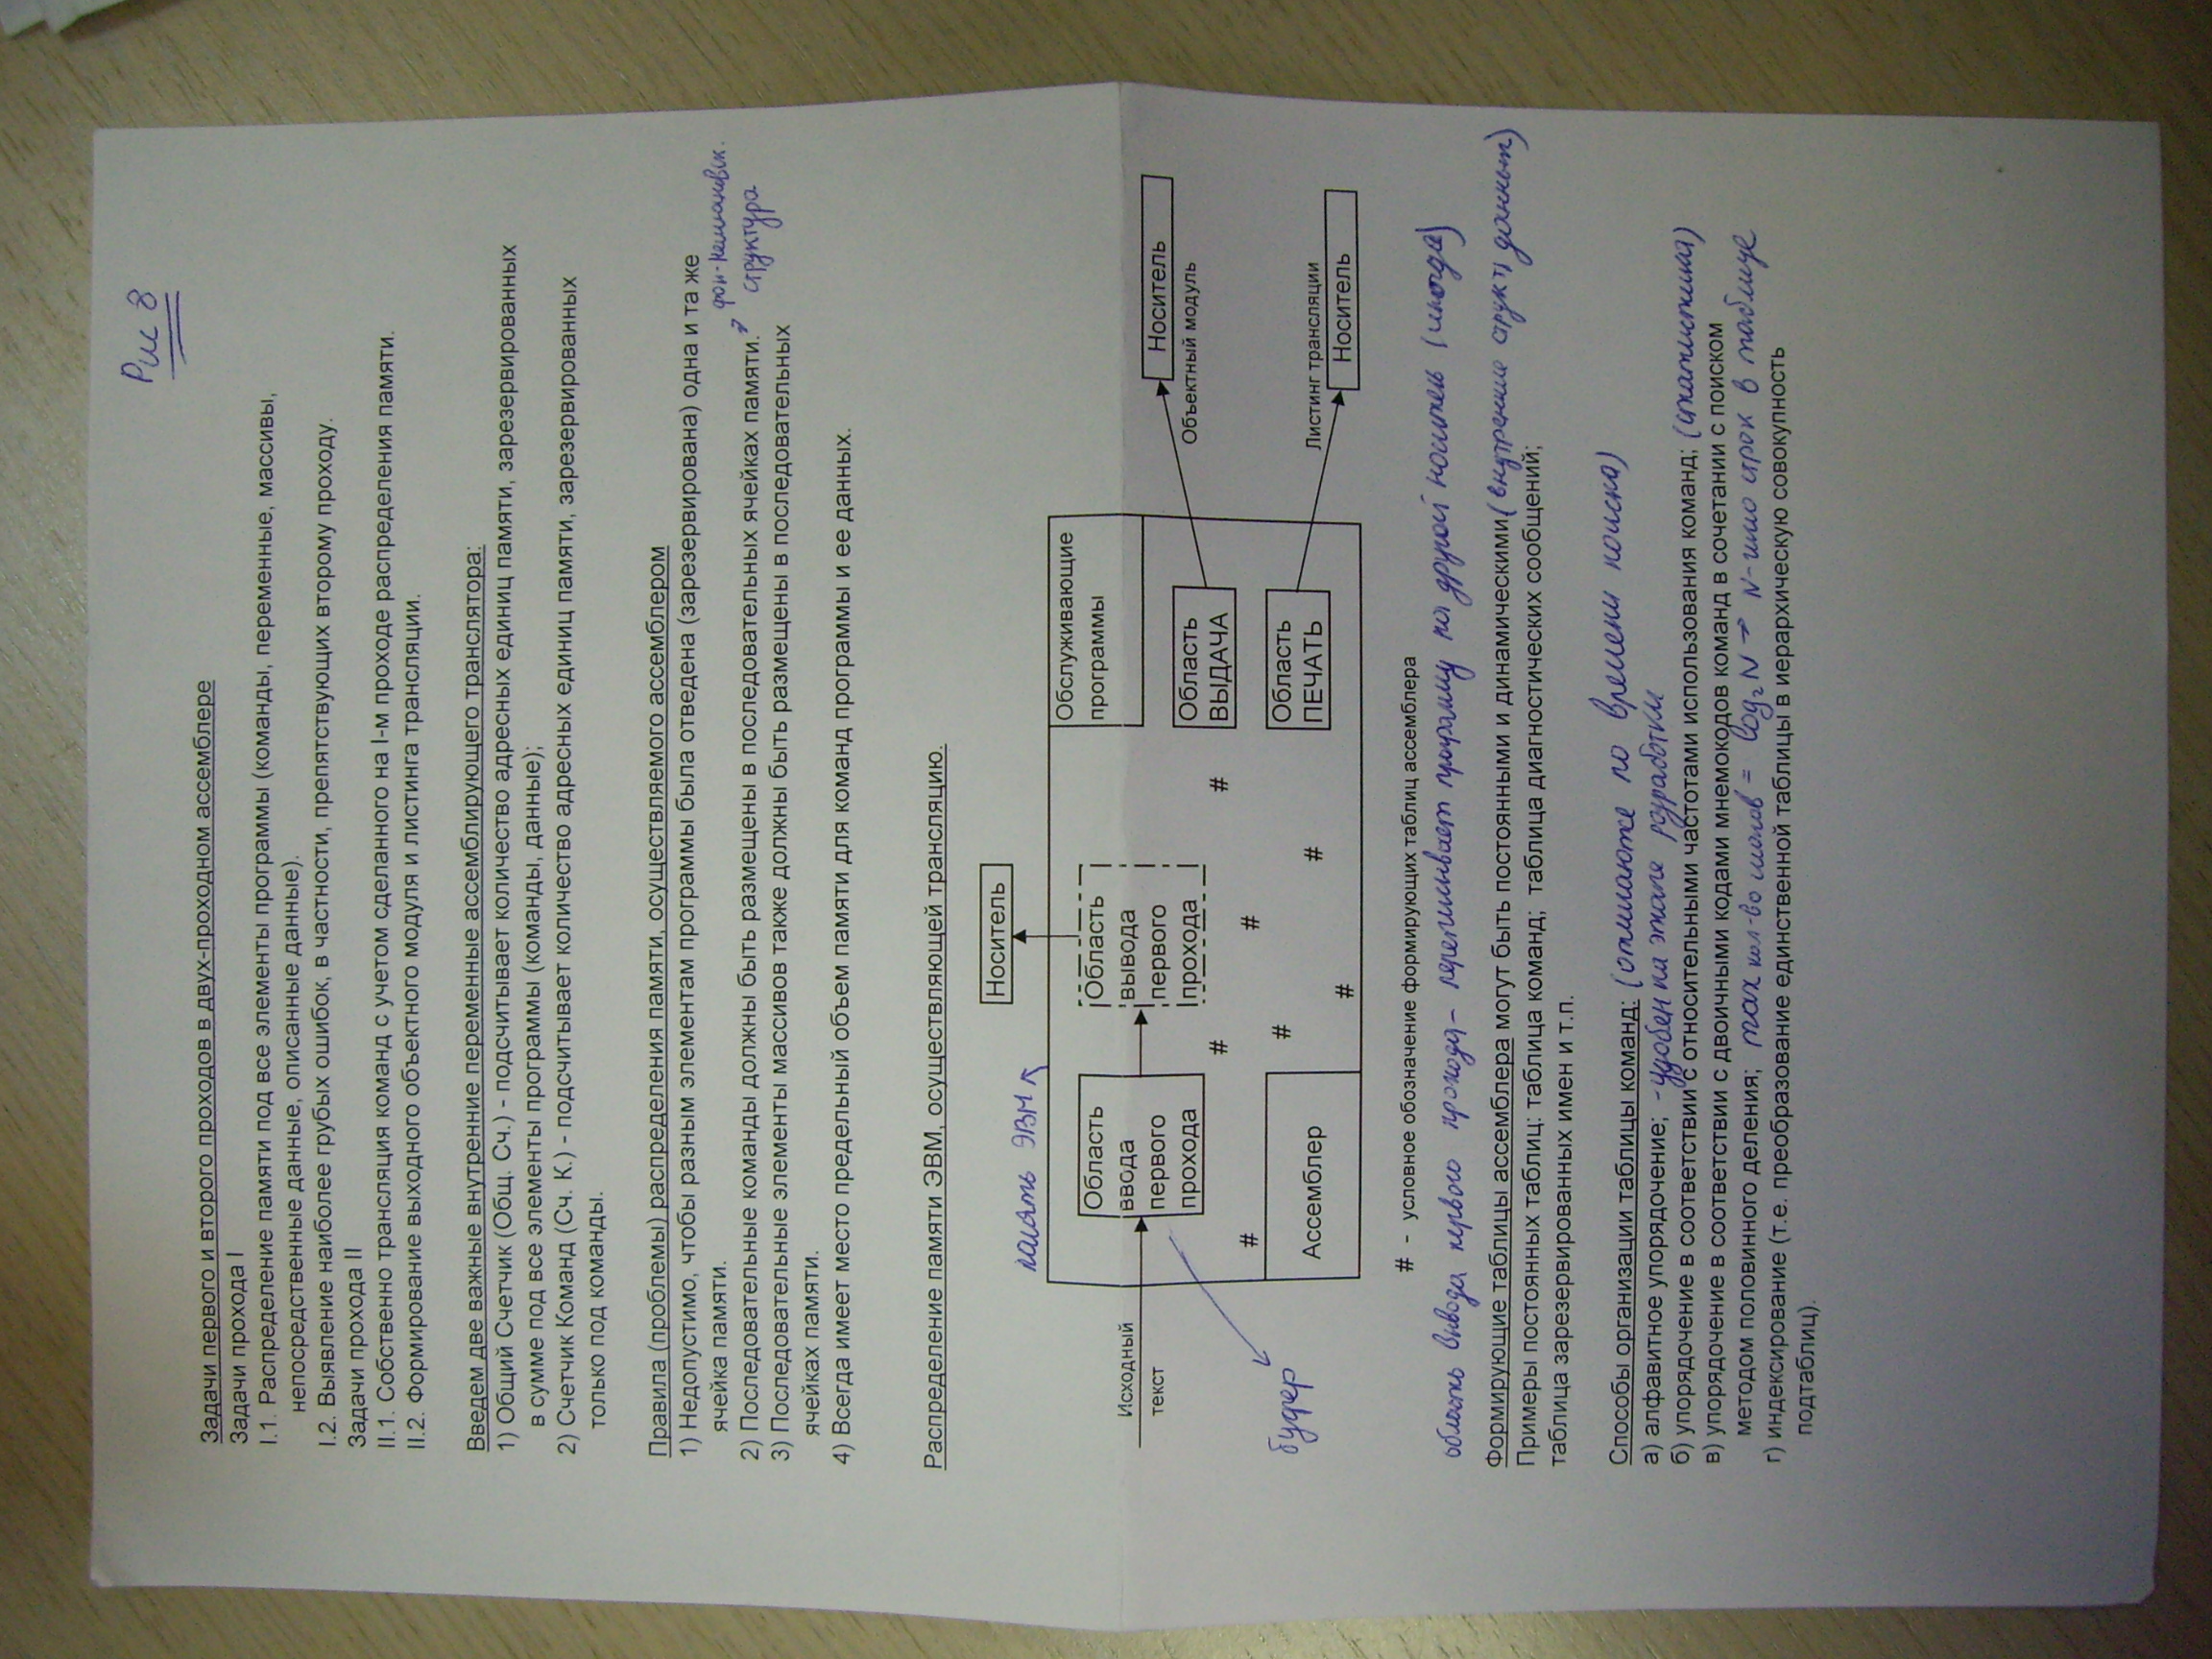 Рис 8
Задачи первого и второго проходов в двух-проходном ассемблере
Задачи прохода I
I.1. Распределение памяти под все элементы программы (команды, переменные, массивы,
непосредственные данные, описанные данные).
I.2. Выявление наиболее грубых ошибок, в частности, препятствующих второму проходу.
Задачи прохода II
II.1. Собственно трансляция команд с учетом сделанного на I-м проходе распределения памяти.
II.2. Формирование выходного объектного модуля и листинга трансляции.
Введем две важные внутренние переменные ассемблирующего транслятора:
1) Общий Счетчик (Общ. Сч.) - подсчитывает количество адресных единиц памяти, зарезервированных
в сумме под все элементы программы (команды, данные);
2) Счетчик Команд (Сч. К.) - подсчитывает количество адресных единиц памяти, зарезервированных
только под команды.
Правила (проблемы) распределения памяти, осуществляемого ассемблером
1) Недопустимо, чтобы разным элементам программы была отведена (зарезервирована) одна и та же
ячейка памяти.
фон-неймановск.
2) Последовательные команды должны быть размещены в последовательных ячейках памяти.
структура
3) Последовательные элементы массивов также должны быть размещены в последовательных
ячейках памяти.
4) Всегда имеет место предельный объем памяти для команд программы и ее данных.
Распределение памяти ЭВМ, осуществляющей трансляцию.
Носитель
память ЭВМ
Обслуживающие
программы
Исходный
текст
Область
ввода
первого
прохода
Область
вывода
первого
прохода
Область
ВЫДАЧА
Носитель
Объектный модуль
#
#
#
#
#
#
#
Ассемблер
Область
ПЕЧАТЬ
Листинг трансляции
Носитель
буфер
# - условное обозначение формирующих таблиц ассемблера
область вывода первого прохода - программу на другой носитель (иногда)
Формирующие таблицы ассемблера могут быть постоянными и динамическими (внутренние структ. данных)
Примеры постоянных таблиц: таблица команд; таблица диагностических сообщений;
таблица зарезервированных имен и т.п.
Способы организации таблицы команд: (по времени поиска)
а) алфавитное упорядочение; - удобен на этапе разработки
б) упорядочение в соответствии с относительными частотами использования команд; (статистика)
в) упорядочение в соответствии с двоичными кодами мнемокодов команд в сочетании с поиском
методом половинного деления; max кол-во шагов = log₂ N → N - число строк в таблице
г) индексирование (т.е. преобразование единственной таблицы в иерархическую совокупность
подтаблиц).